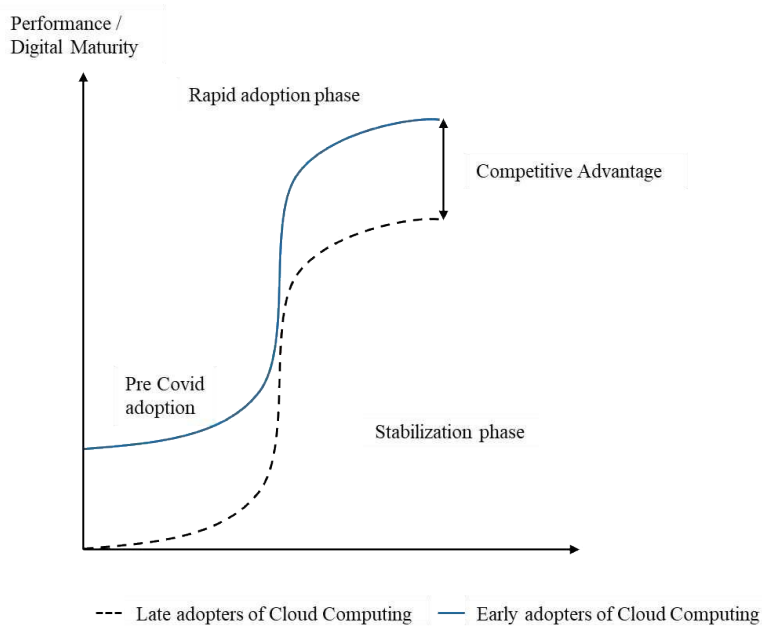 Performance /
Digital Maturity
Rapid adoption phase
Competitive Advantage
Pre Covid
adoption
Stabilization phase
Late adopters of Cloud Computing
Early adopters of Cloud Computing